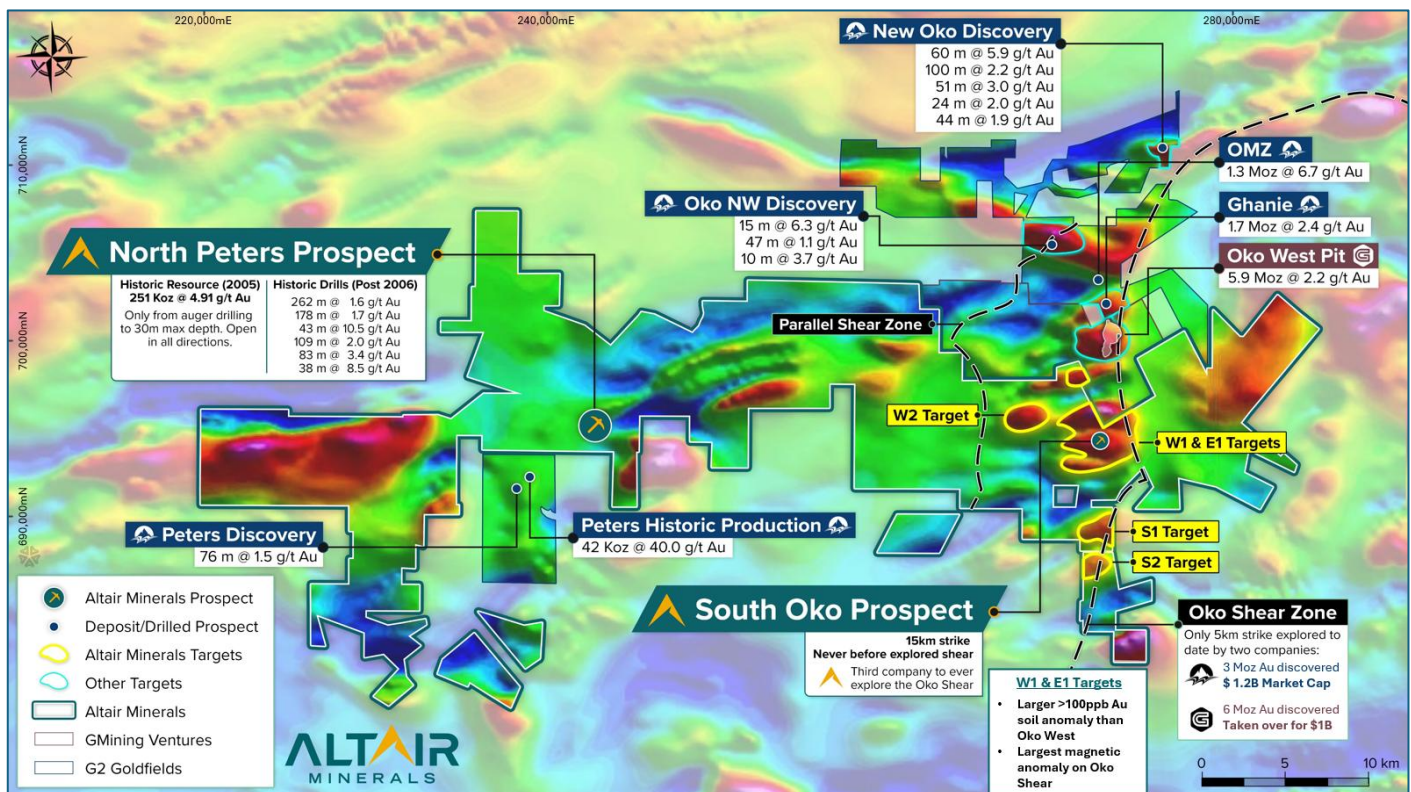 220,000mE
240,000mE
280,000mE
710,000mN
700,000mN
690,000mN
New Oko Discovery
60 m @ 5.9 g/t Au
100 m @ 2.2 g/t Au
51 m @ 3.0 g/t Au
24 m @ 2.0 g/t Au
44 m @ 1.9 g/t Au
OMZ
1.3 Moz @ 6.7 g/t Au
Ghanie
1.7 Moz @ 2.4 g/t Au
Oko West Pit
5.9 Moz @ 2.2 g/t Au
Oko NW Discovery
15 m @ 6.3 g/t Au
47 m @ 1.1 g/t Au
10 m @ 3.7 g/t Au
North Peters Prospect
Historic Resource (2005)
251 Koz @ 4.91 g/t Au
Only from auger drilling
to 30m max depth. Open
in all directions.
Historic Drills (Post 2006)
262 m @ 1.6 g/t Au
178 m @ 1.7 g/t Au
43 m @ 10.5 g/t Au
109 m @ 2.0 g/t Au
83 m @ 3.4 g/t Au
38 m @ 8.5 g/t Au
Parallel Shear Zone
W2 Target
W1 & E1 Targets
S1 Target
S2 Target
Peters Discovery
76 m @ 1.5 g/t Au
Peters Historic Production
42 Koz @ 40.0 g/t Au
South Oko Prospect
15km strike
Never before explored shear
Third company to ever
explore the Oko Shear
W1 & E1 Targets
• Larger >100ppb Au
soil anomaly than
Oko West
• Largest magnetic
anomaly on Oko
Shear
Oko Shear Zone
Only 5km strike explored to
date by two companies:
3 Moz Au discovered
$ 1.2B Market Cap
6 Moz Au discovered
Taken over for $1B
Altair Minerals Prospect
Deposit/Drilled Prospect
Altair Minerals Targets
Other Targets
Altair Minerals
GMining Ventures
G2 Goldfields
ALTAIR
MINERALS
0 5 10 km